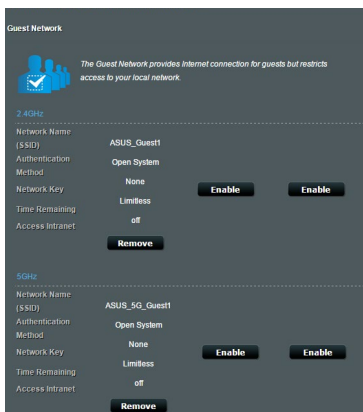 Guest Network
The Guest Network provides Internet connection for guests but restricts
access to your local network.
2.4GHz
Network Name
(SSID)
ASUS_Guest1
Authentication
Method
Open System
Network Key
None
Enable
Enable
Time Remaining
Limitless
Access Intranet
off
Remove
5GHz
Network Name
(SSID)
ASUS_5G_Guest1
Authentication
Method
Open System
Network Key
None
Enable
Enable
Time Remaining
Limitless
Access Intranet
off
Remove